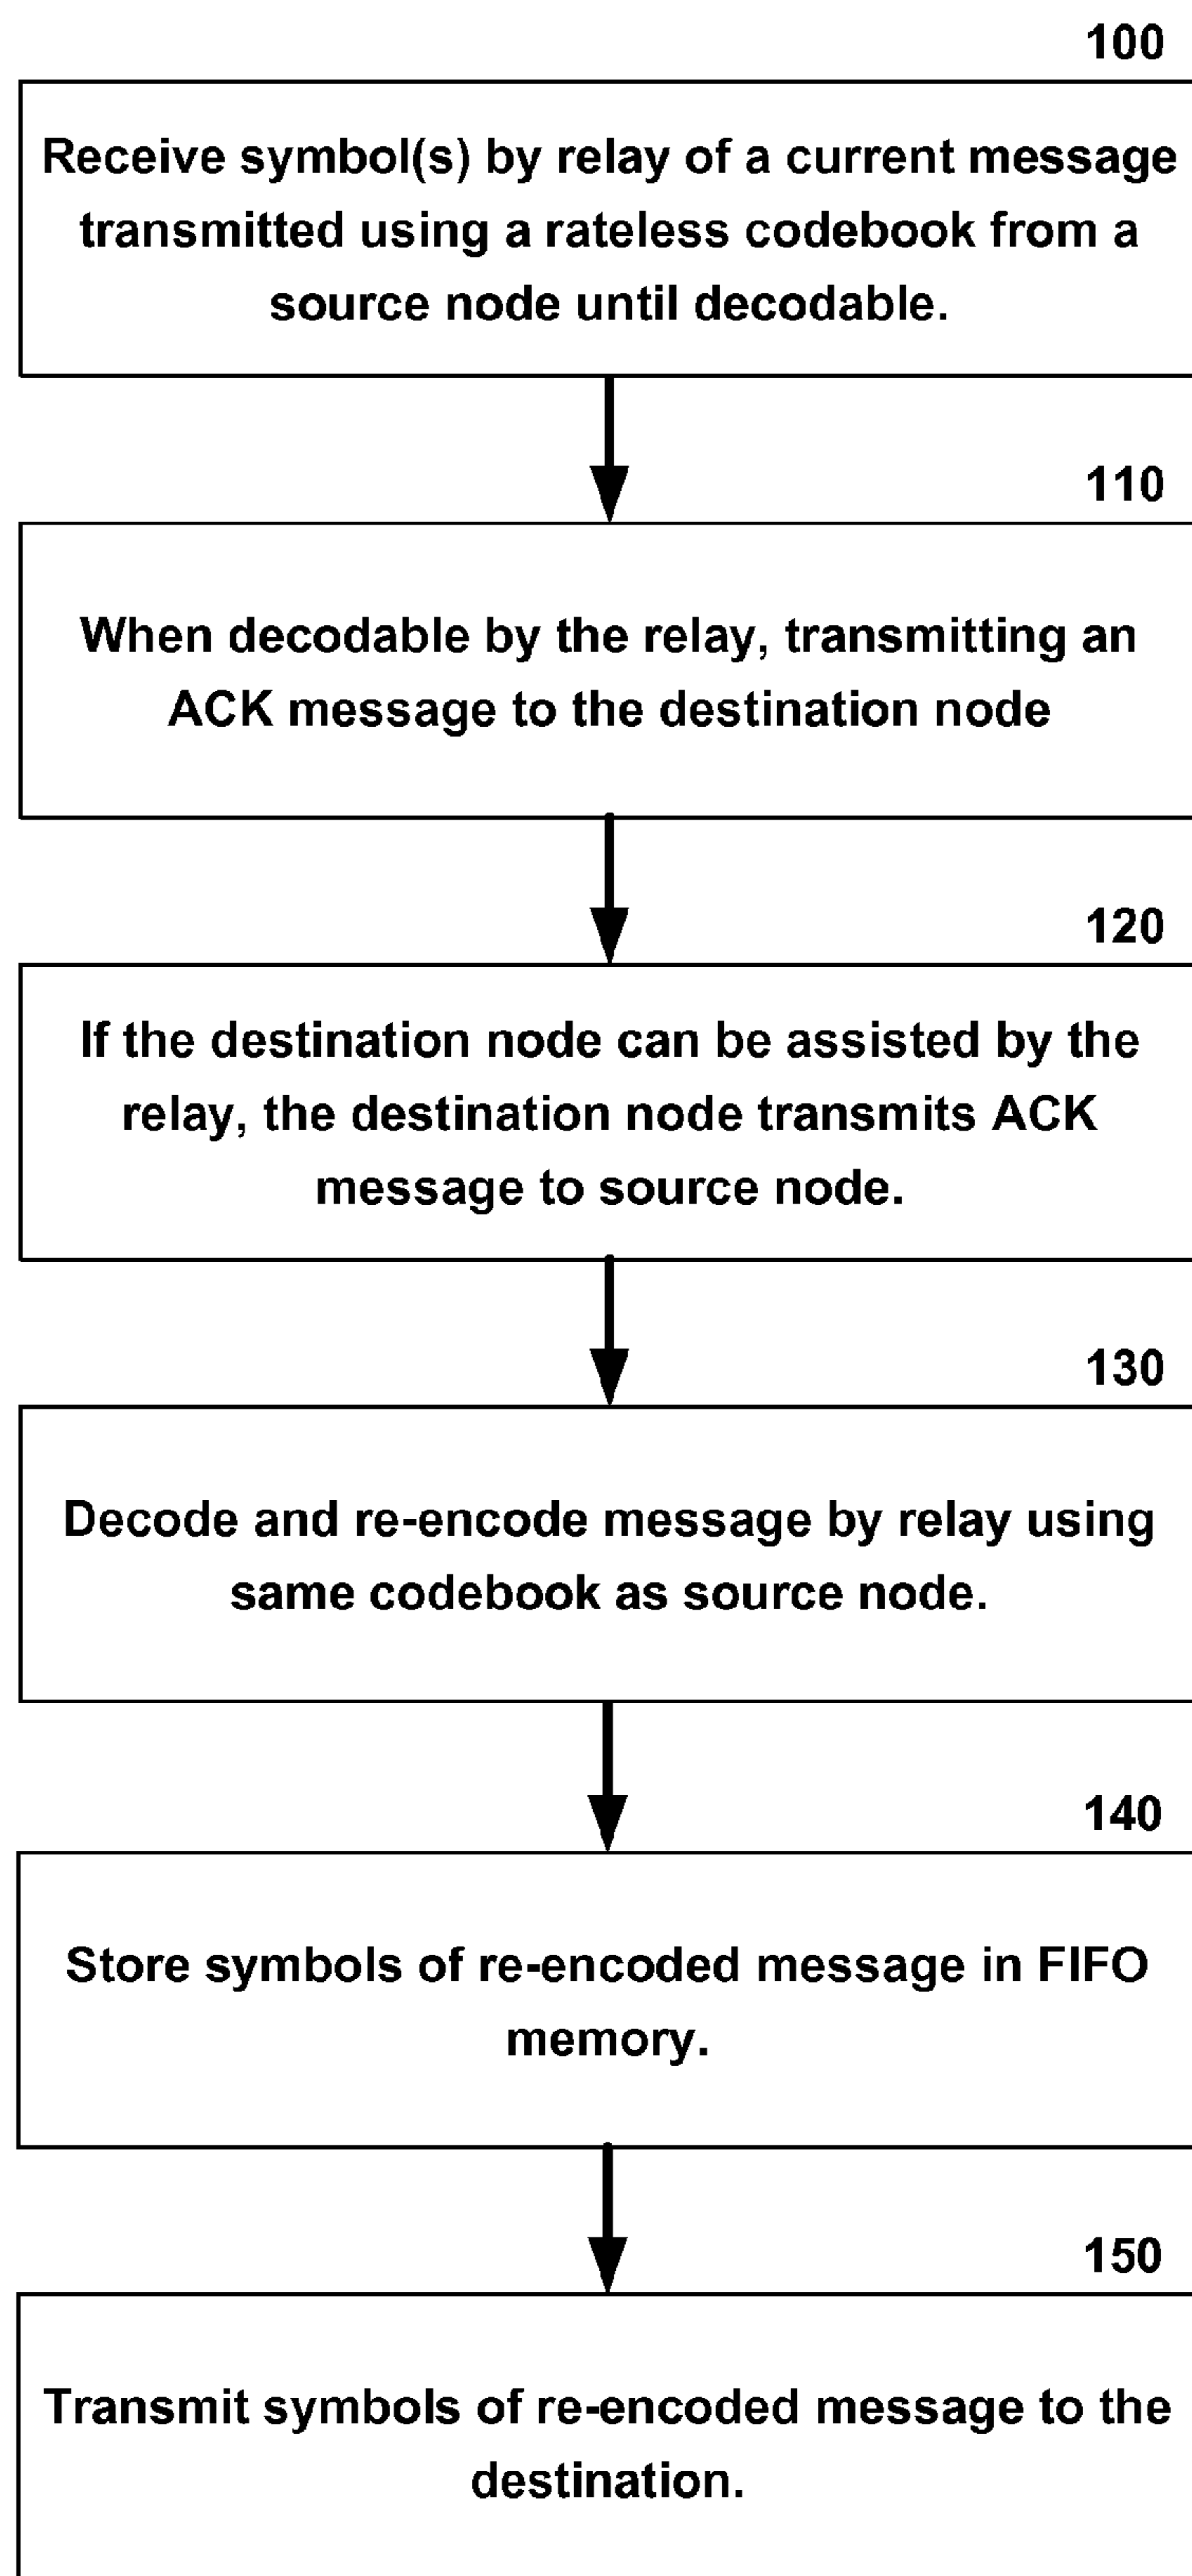 100
Receive symbol(s) by relay of a current message
transmitted using a rateless codebook from a
source node until decodable.
110
When decodable by the relay, transmitting an
ACK message to the destination node
120
If the destination node can be assisted by the
relay, the destination node transmits ACK
message to source node.
130
Decode and re-encode message by relay using
same codebook as source node.
140
Store symbols of re-encoded message in FIFO
memory.
150
Transmit symbols of re-encoded message to the
destination.